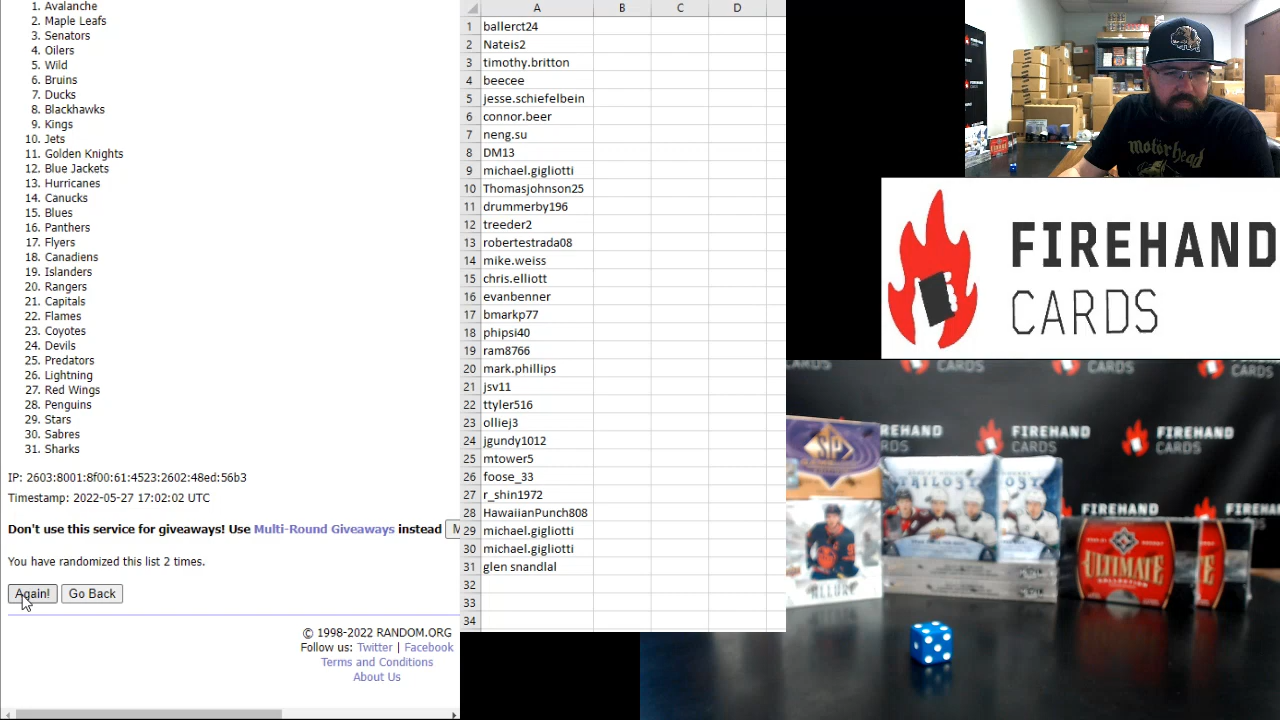 1. Avalanche
2. Maple Leafs
3. Senators
4. Oilers
5. Wild
6. Bruins
7. Ducks
8. Blackhawks
9. Kings
10. Jets
11. Golden Knights
12. Blue Jackets
13. Hurricanes
14. Canucks
15. Blues
16. Panthers
17. Flyers
18. Canadiens
19. Islanders
20. Rangers
21. Capitals
22. Flames
23. Coyotes
24. Devils
25. Predators
26. Lightning
27. Red Wings
28. Penguins
29. Stars
30. Sabres
31. Sharks
IP: 2603:8001:8f00:61:4523:2602:48ed:56b3
Timestamp: 2022-05-27 17:02:02 UTC
Don't use this service for giveaways! Use Multi-Round Giveaways instead M
You have randomized this list 2 times.
Again! Go Back
© 1998-2022 RANDOM.ORG
Follow us: Twitter | Facebook
Terms and Conditions
About Us
A B C D
1 ballerct24
2 Nateis2
3 timothy.britton
4 beecee
5 jesse.schiefelbein
6 connor.beer
7 neng.su
8 DM13
9 michael.gigliotti
10 Thomasjohnson25
11 drummerby196
12 treeder2
13 robertestrada08
14 mike.weiss
15 chris.elliott
16 evanbenner
17 bmarkp77
18 phipsi40
19 ram8766
20 mark.phillips
21 jsv11
22 ttyler516
23 olliej3
24 jgundy1012
25 mtower5
26 foose_33
27 r_shin1972
28 HawaiianPunch808
29 michael.gigliotti
30 michael.gigliotti
31 glen snandlal
32
33
34
motörhead
FIREHAND
CARDS
FIREHAND
CARDS
FIREHAND
CARDS
FIREHAND
CARDS
SP
TRILOGY
ALLURE
ULTIMATE
COLLECTION